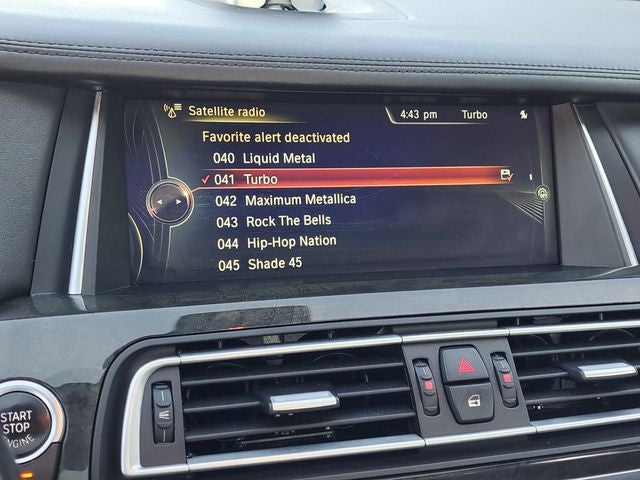 Satellite radio 4:43 pm Turbo
Favorite alert deactivated
040 Liquid Metal
041 Turbo
042 Maximum Metallica
043 Rock The Bells
044 Hip-Hop Nation
045 Shade 45
START
STOP
ENGINE